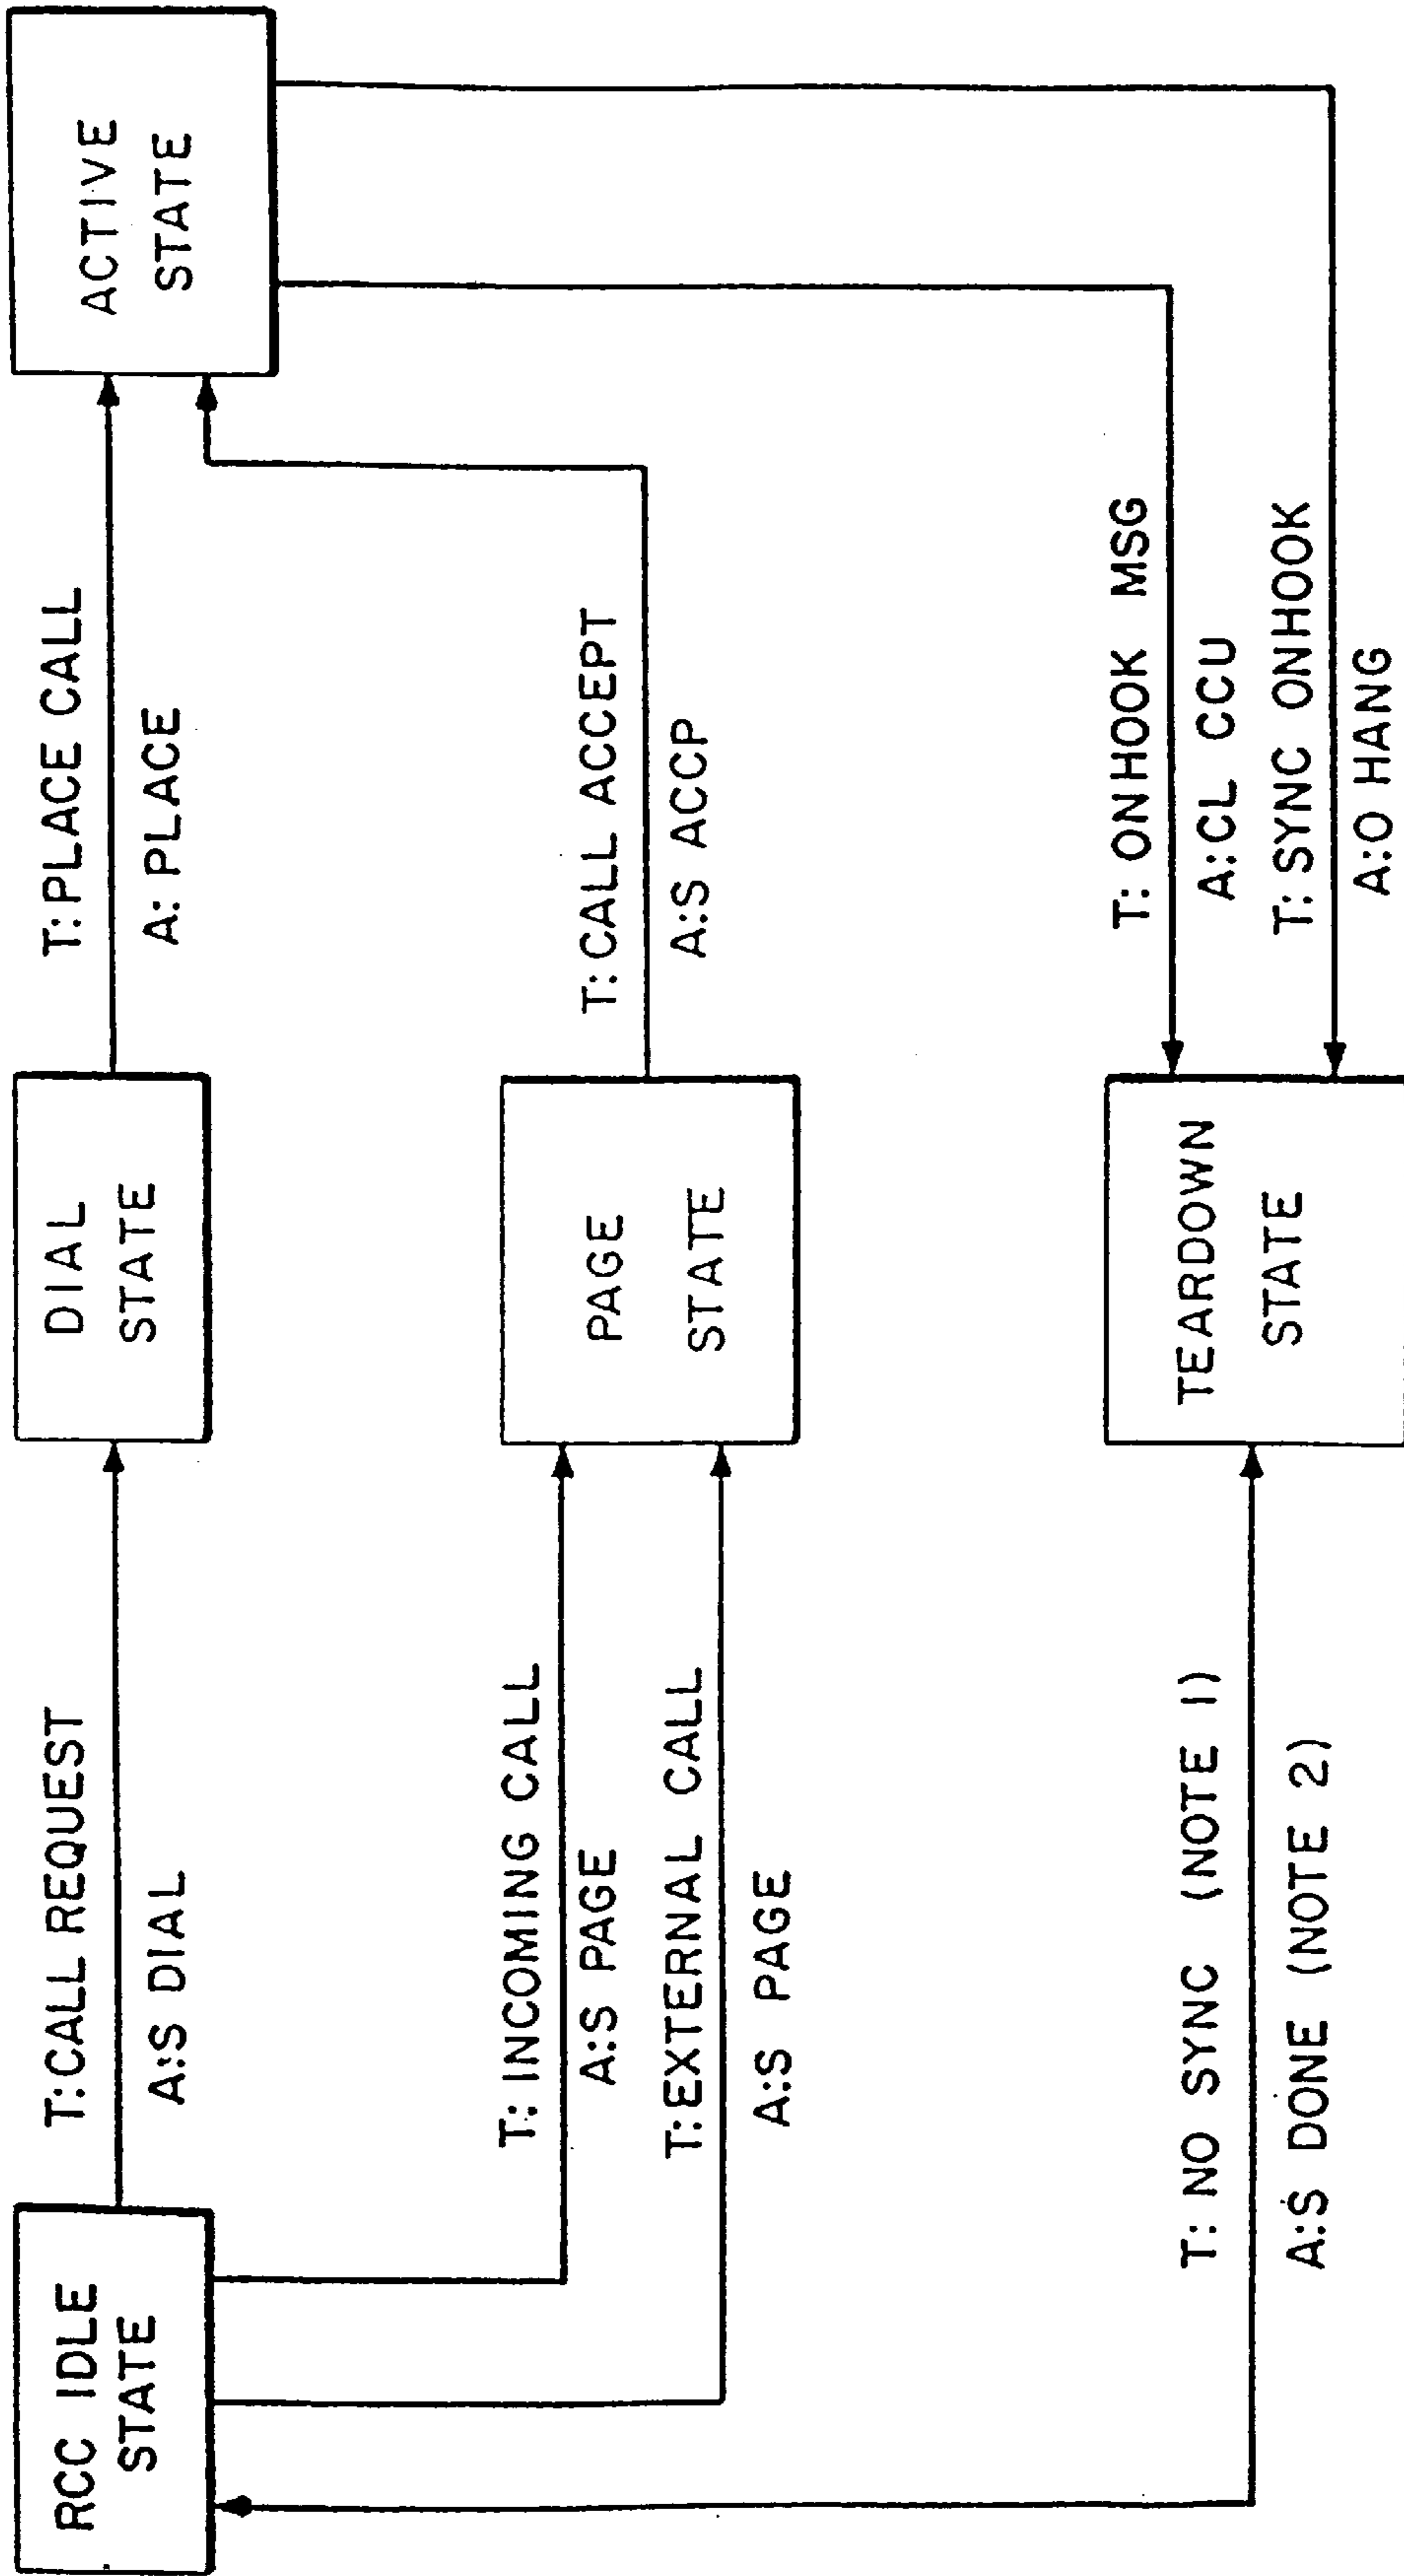 RCC IDLE
STATE
T:CALL REQUEST
A:S DIAL
DIAL
STATE
T:PLACE CALL
A: PLACE
ACTIVE
STATE
T: INCOMING CALL
A:S PAGE
T:EXTERNAL CALL
A:S PAGE
PAGE
STATE
T:CALL ACCEPT
A:S ACCP
T: NO SYNC (NOTE 1)
A:S DONE (NOTE 2)
TEARDOWN
STATE
T: ONHOOK MSG
A:CL CCU
T: SYNC ONHOOK
A:O HANG